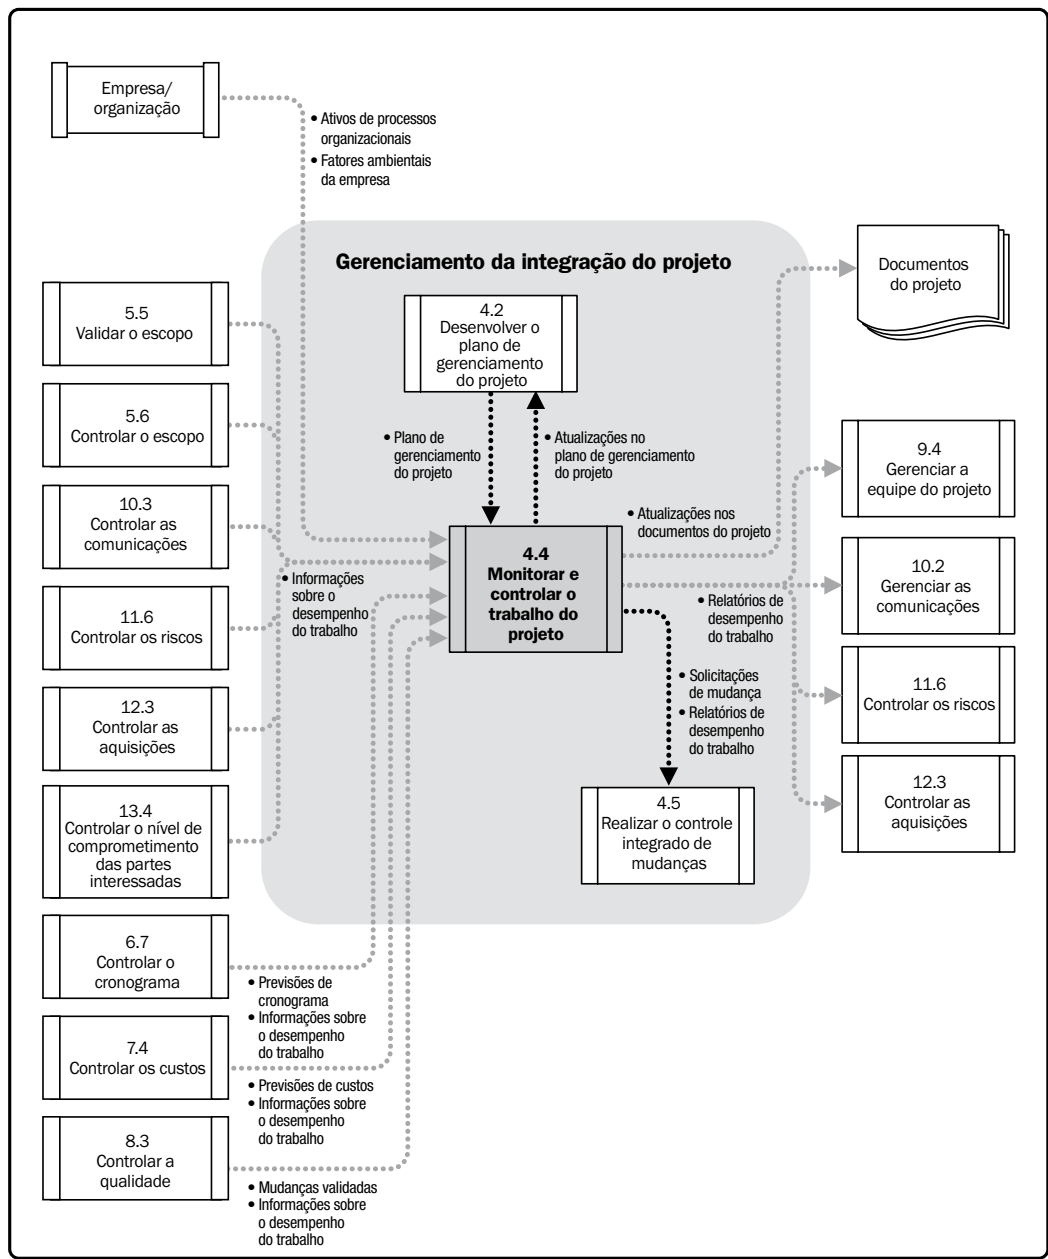 Empresa/
organização
• Ativos de processos
organizacionais
• Fatores ambientais
da empresa
Gerenciamento da integração do projeto
Documentos
do projeto
5.5
Validar o escopo
4.2
Desenvolver o
plano de
gerenciamento
do projeto
5.6
Controlar o escopo
• Plano de
gerenciamento
do projeto
• Atualizações no
plano de gerenciamento
do projeto
9.4
Gerenciar a
equipe do projeto
10.3
Controlar as
comunicações
• Atualizações nos
documentos do projeto
4.4
Monitorar e
controlar o
trabalho do
projeto
10.2
Gerenciar as
comunicações
• Informações
sobre o
desempenho
do trabalho
11.6
Controlar os riscos
• Relatórios de
desempenho
do trabalho
• Solicitações
de mudança
• Relatórios de
desempenho
do trabalho
11.6
Controlar os riscos
12.3
Controlar as
aquisições
12.3
Controlar as
aquisições
13.4
Controlar o nível de
comprometimento
das partes
interessadas
4.5
Realizar o controle
integrado de
mudanças
6.7
Controlar o
cronograma
• Previsões de
cronograma
• Informações sobre
o desempenho
do trabalho
7.4
Controlar os custos
• Previsões de custos
• Informações sobre
o desempenho
do trabalho
8.3
Controlar a
qualidade
• Mudanças validadas
• Informações sobre
o desempenho
do trabalho